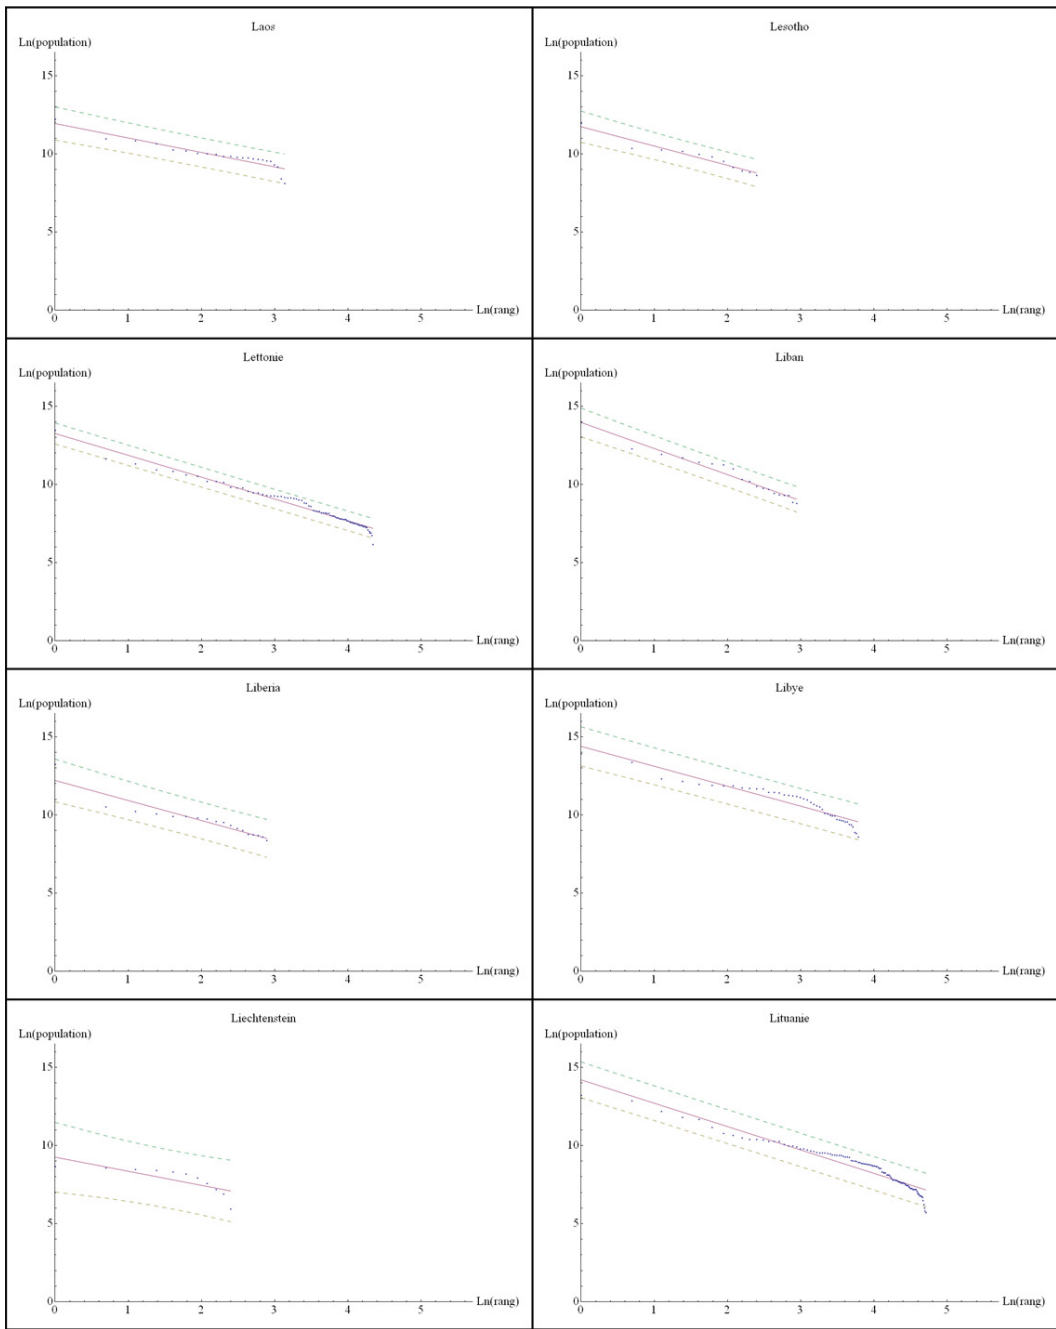 Laos
Ln(population)
15
10
5
0
0 1 2 3 4 5 Ln(rang)
Lesotho
Ln(population)
15
10
5
0
0 1 2 3 4 5 Ln(rang)
Lettonie
Ln(population)
15
10
5
0
0 1 2 3 4 5 Ln(rang)
Liban
Ln(population)
15
10
5
0
0 1 2 3 4 5 Ln(rang)
Liberia
Ln(population)
15
10
5
0
0 1 2 3 4 5 Ln(rang)
Libye
Ln(population)
15
10
5
0
0 1 2 3 4 5 Ln(rang)
Liechtenstein
Ln(population)
15
10
5
0
0 1 2 3 4 5 Ln(rang)
Lituanie
Ln(population)
15
10
5
0
0 1 2 3 4 5 Ln(rang)